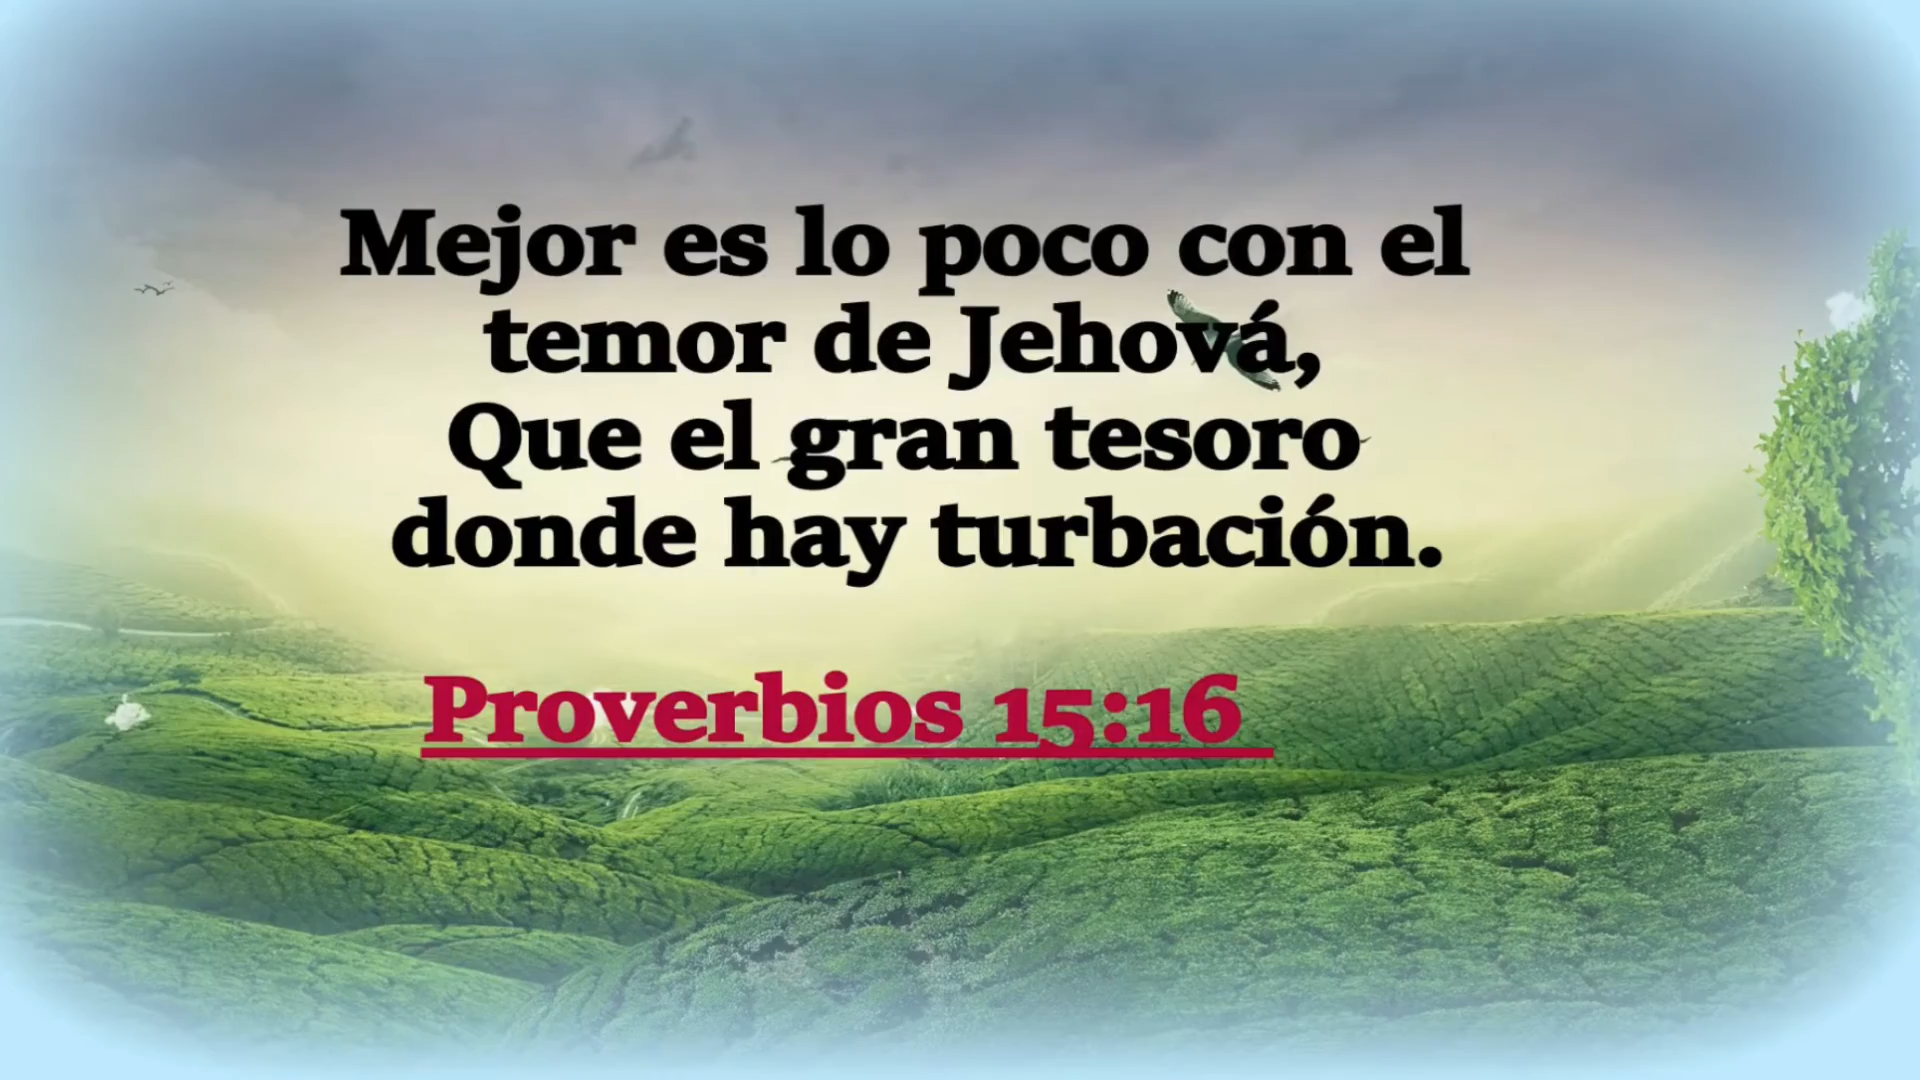 Mejor es lo poco con el
temor de Jehová,
Que el gran tesoro
donde hay turbación.
Proverbios 15:16